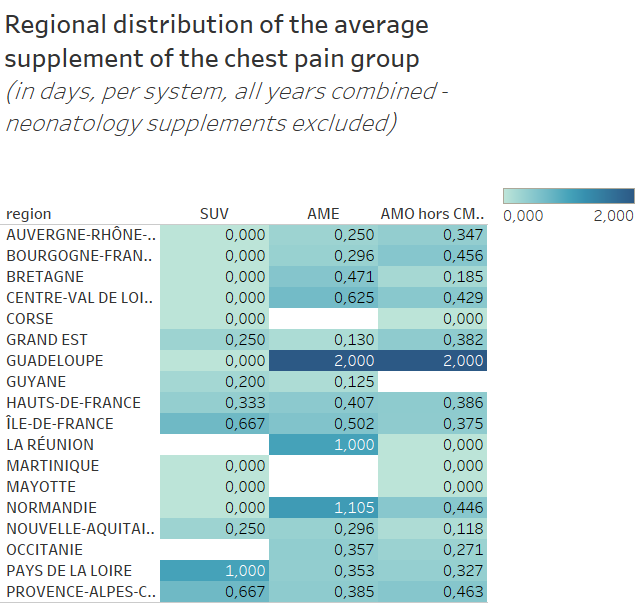 Regional distribution of the average
supplement of the chest pain group
(in days, per system, all years combined -
neonatology supplements excluded)
0,000 2,000
region SUV AME AMO hors CM..
AUVERGNE-RHÔNE-.. 0,000 0,250 0,347
BOURGOGNE-FRAN.. 0,000 0,296 0,456
BRETAGNE 0,000 0,471 0,185
CENTRE-VAL DE LOI.. 0,000 0,625 0,429
CORSE 0,000 0,000
GRAND EST 0,250 0,130 0,382
GUADELOUPE 0,000 2,000 2,000
GUYANE 0,200 0,125
HAUTS-DE-FRANCE 0,333 0,407 0,386
ÎLE-DE-FRANCE 0,667 0,502 0,375
LA RÉUNION 1,000 0,000
MARTINIQUE 0,000 0,000
MAYOTTE 0,000 0,000
NORMANDIE 0,000 1,105 0,446
NOUVELLE-AQUITAI.. 0,250 0,296 0,118
OCCITANIE 0,357 0,271
PAYS DE LA LOIRE 1,000 0,353 0,327
PROVENCE-ALPES-C.. 0,667 0,385 0,463